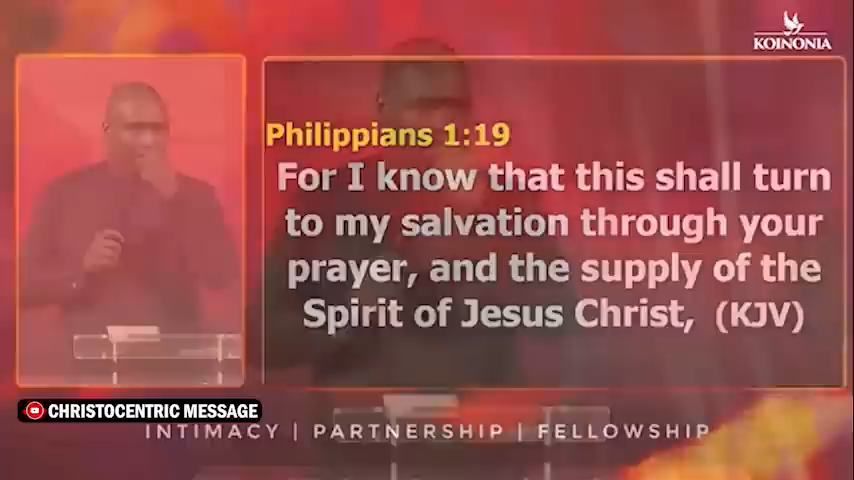 KOINONIA
Philippians 1:19
For I know that this shall turn
to my salvation through your
prayer, and the supply of the
Spirit of Jesus Christ, (KJV)
CHRISTOCENTRIC MESSAGE
INTIMACY | PARTNERSHIP | FELLOWSHIP